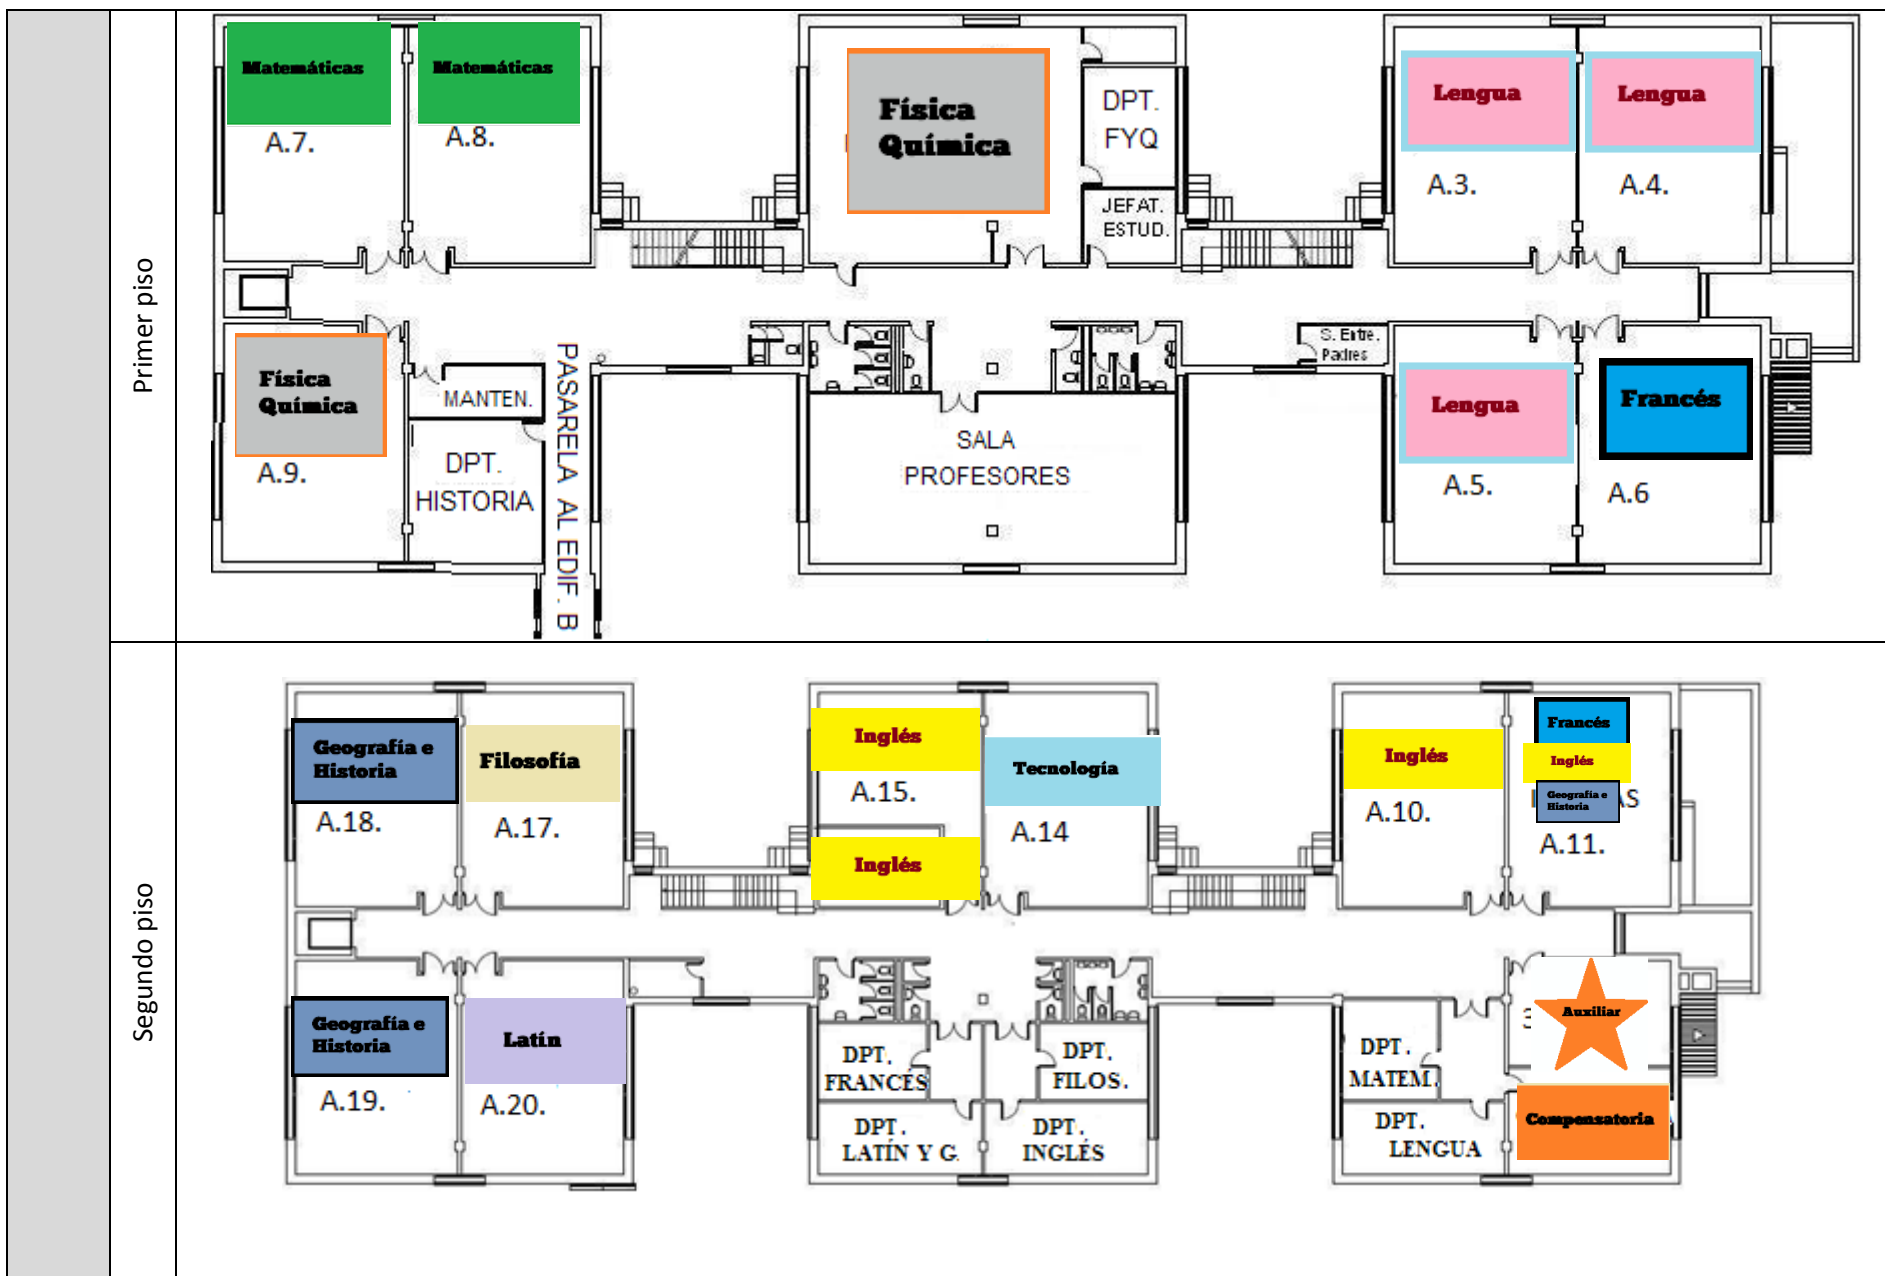 Primer piso
Matemáticas
A.7.
Matemáticas
A.8.
Física
Química
DPT.
FYQ
JEFAT.
ESTUD.
Lengua
A.3.
Lengua
A.4.
Física
Química
A.9.
MANTEN.
DPT.
HISTORIA
PASARELA AL EDIF. B
SALA
PROFESORES
S. Entre.
Padres
Lengua
A.5.
Francés
A.6
Segundo piso
Geografía e
Historia
A.18.
Filosofía
A.17.
Inglés
A.15.
Inglés
Tecnología
A.14
Inglés
A.10.
Francés
Inglés
Geografía e
Historia
AS
A.11.
Geografía e
Historia
A.19.
Latín
A.20.
DPT.
FRANCÉS
DPT.
FILOS.
DPT.
LATÍN Y G.
DPT.
INGLÉS
DPT.
MATEM.
DPT.
LENGUA
Auxiliar
Compensatoria